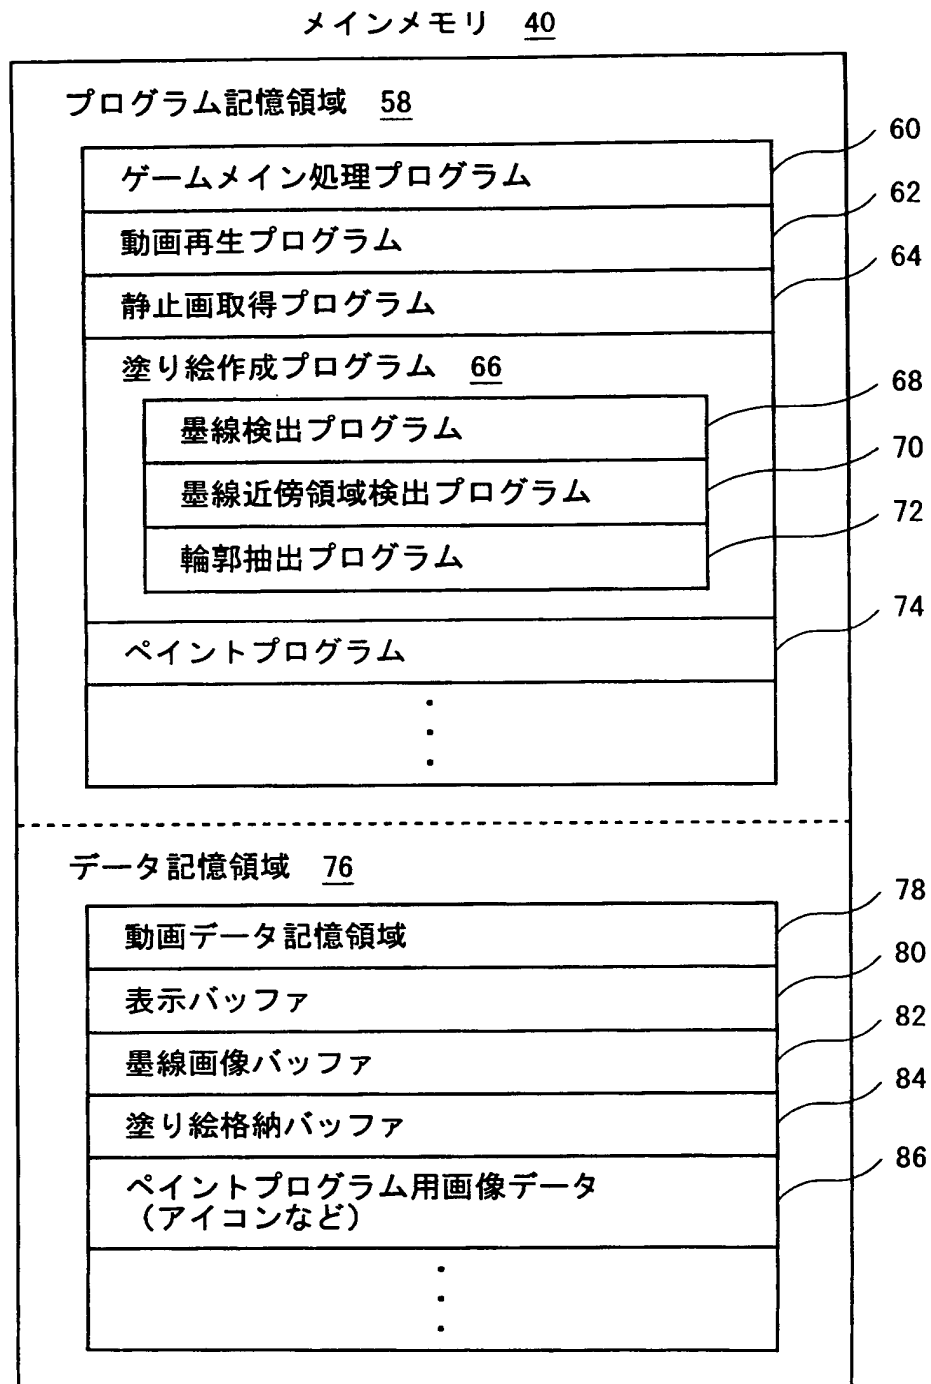 メインメモリ 40
プログラム記憶領域 58
ゲームメイン処理プログラム 60
動画再生プログラム 62
静止画取得プログラム 64
塗り絵作成プログラム 66
墨線検出プログラム 68
墨線近傍領域検出プログラム 70
輪郭抽出プログラム 72
ペイントプログラム 74
データ記憶領域 76
動画データ記憶領域 78
表示バッファ 80
墨線画像バッファ 82
塗り絵格納バッファ 84
ペイントプログラム用画像データ 86
（アイコンなど）